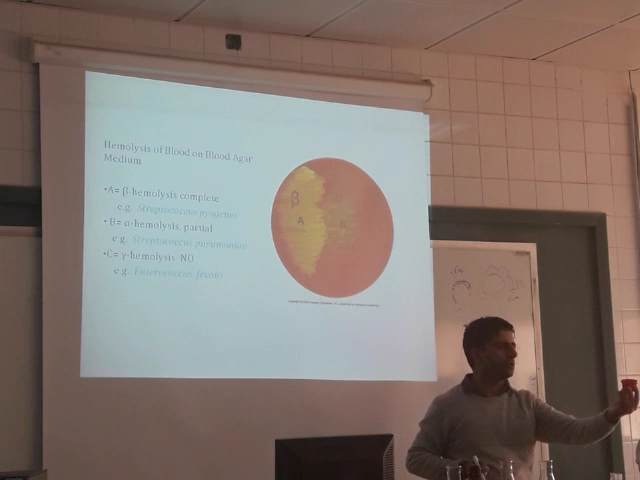 Hemolysis of Blood on Blood Agar
Medium
•A= β-hemolysis complete
e.g. Streptococcus pyogenes
•B= α-hemolysis, partial
e.g. Streptococcus pneumoniae
•C= γ-hemolysis NO
e.g. Enterococcus fecalis
β
A